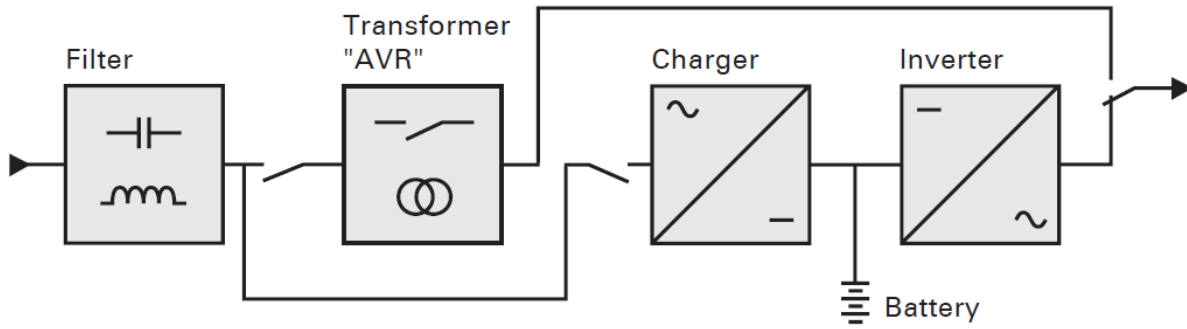 Filter
Transformer
"AVR"
Charger
Inverter
Battery